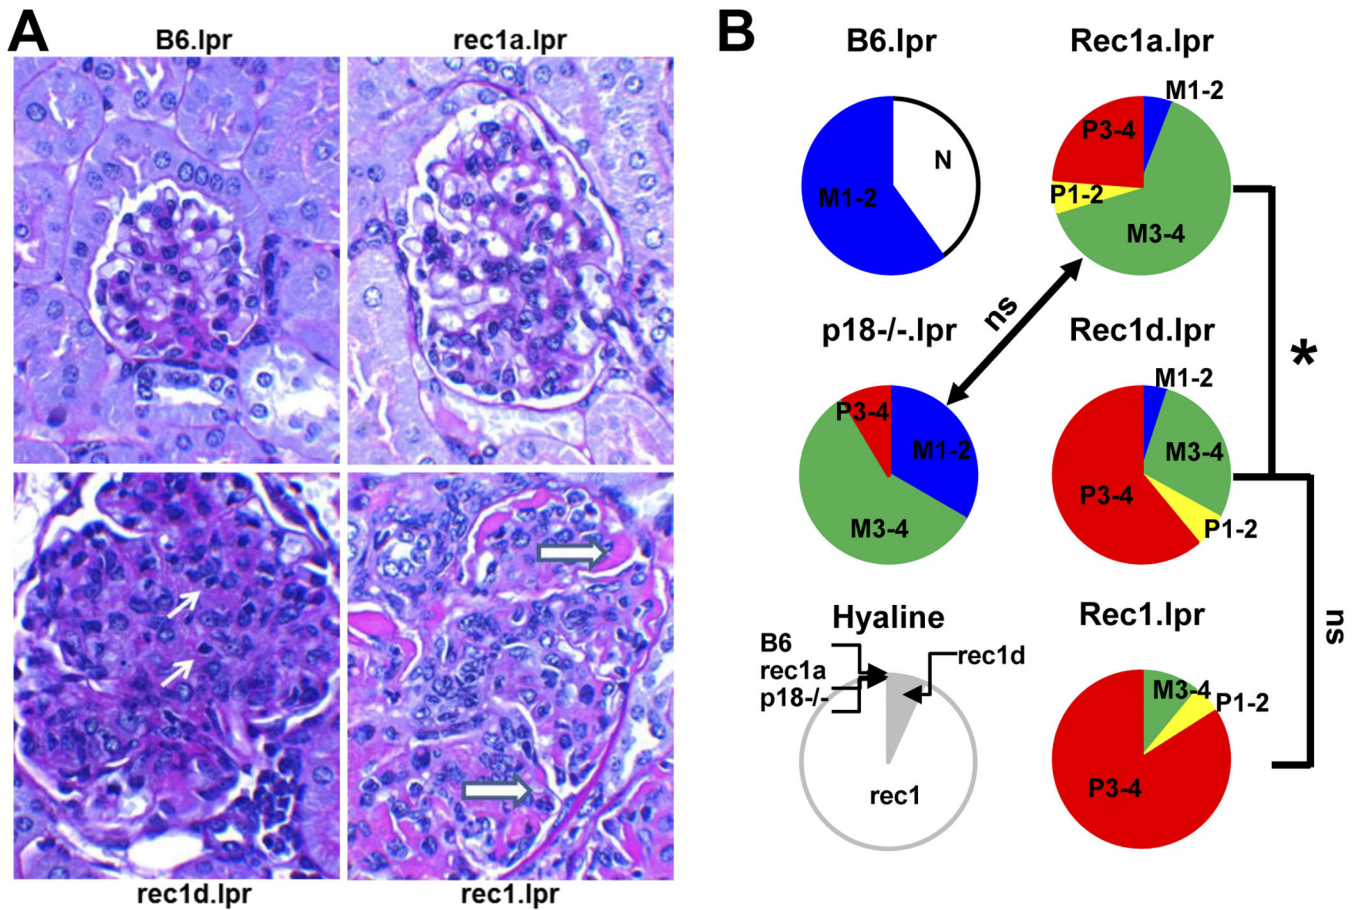 A
B6.lpr
rec1a.lpr
rec1d.lpr
rec1.lpr
B
B6.lpr
Rec1a.lpr
M1-2
N
M1-2
P3-4
P1-2
M3-4
ns
*
p18-/-.lpr
Rec1d.lpr
P3-4
M1-2
M3-4
M1-2
M3-4
P3-4
P1-2
ns
Hyaline
B6
rec1a
p18-/-
rec1d
rec1
Rec1.lpr
M3-4
P1-2
P3-4